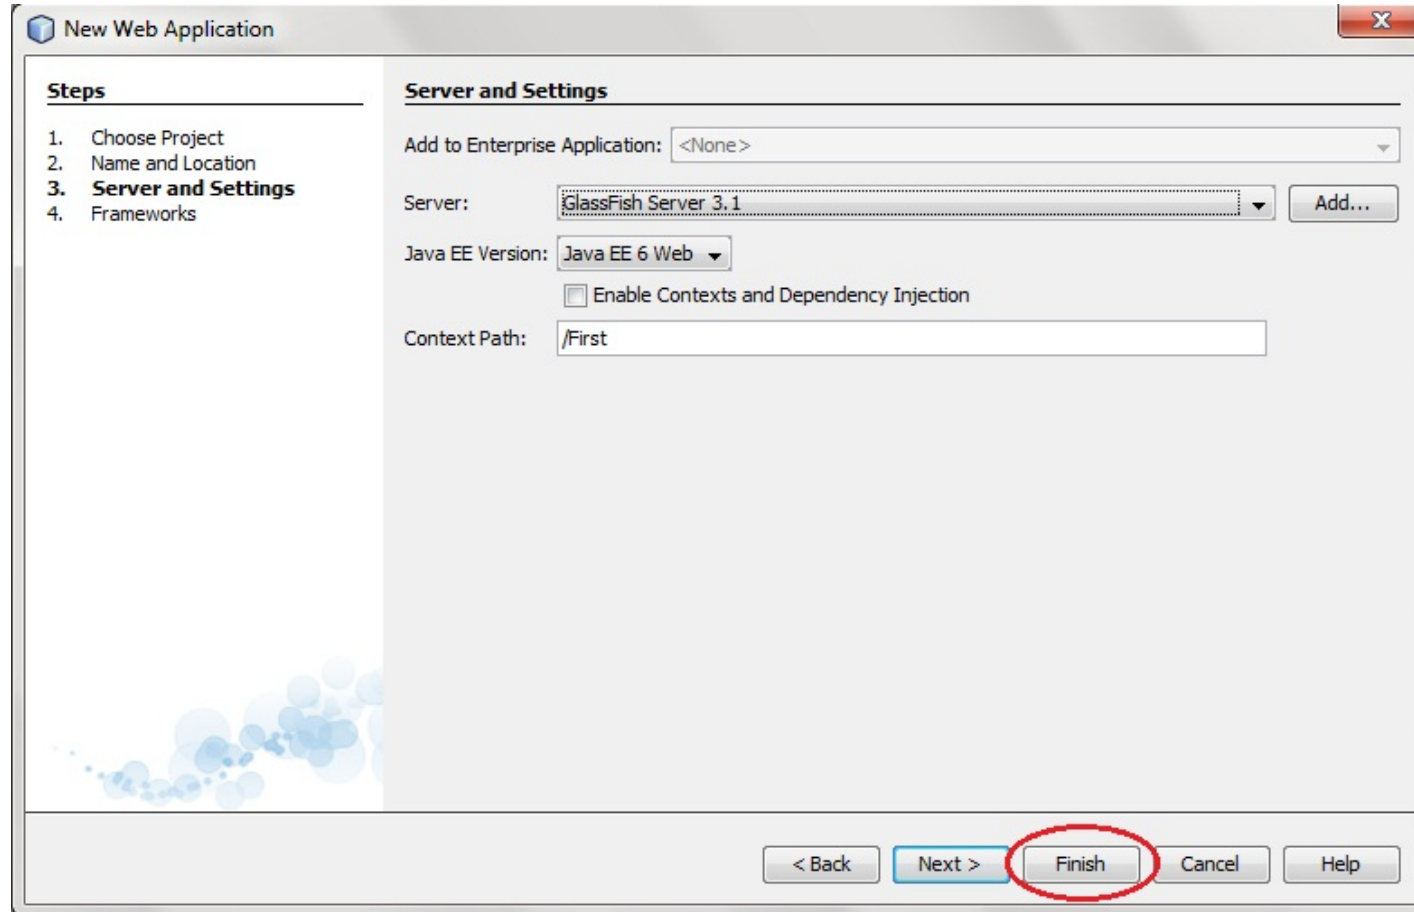 New Web Application
Steps
1. Choose Project
2. Name and Location
3. Server and Settings
4. Frameworks
Server and Settings
Add to Enterprise Application: <None>
Server: GlassFish Server 3.1 Add...
Java EE Version: Java EE 6 Web
Enable Contexts and Dependency Injection
Context Path: /First
< Back Next > Finish Cancel Help